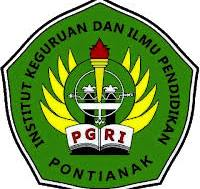 INSTITUT KEGURUAN DAN ILMU PENDIDIKAN
PGRI
PONTIANAK